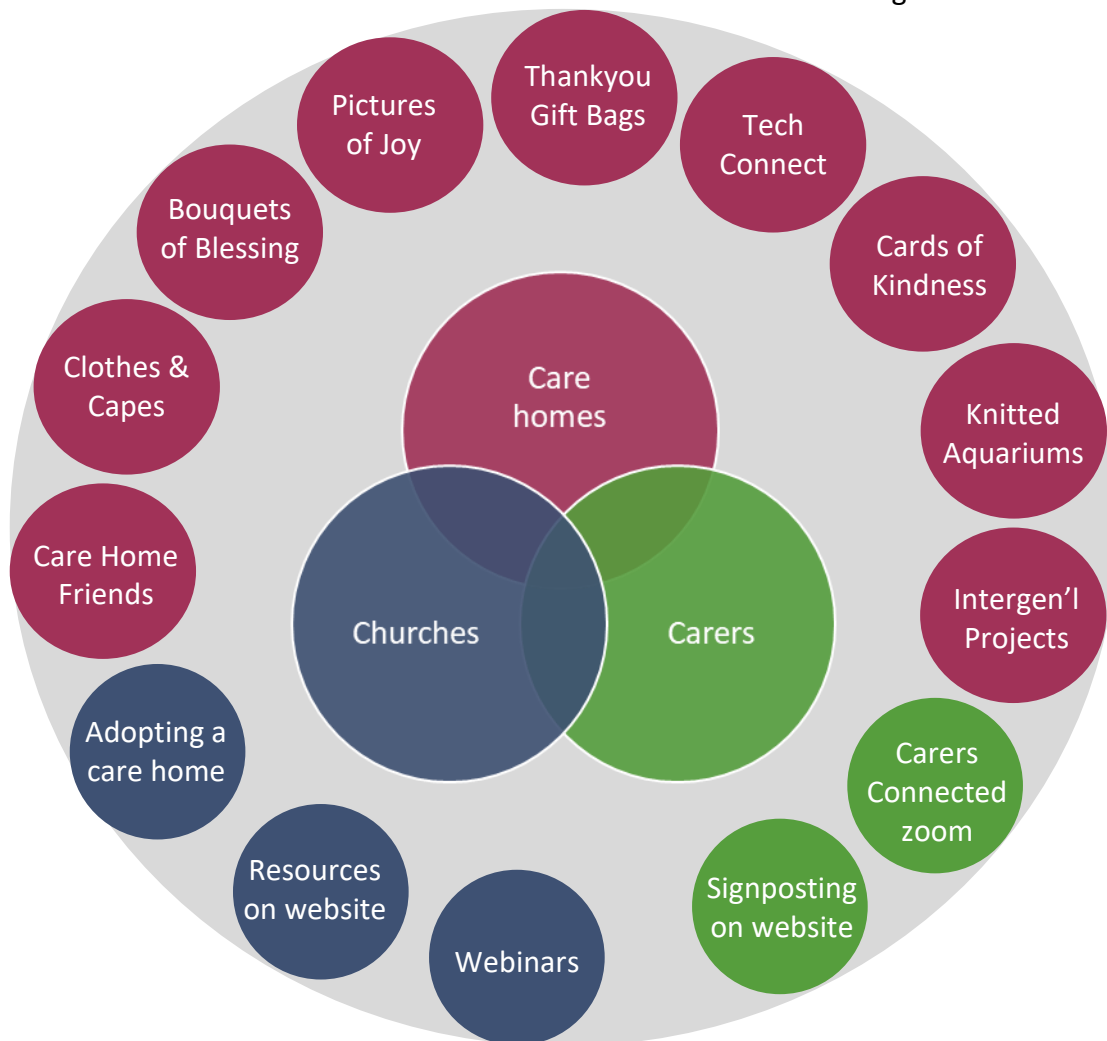 Thankyou
Gift Bags
Pictures
of Joy
Tech
Connect
Bouquets
of Blessing
Cards of
Kindness
Clothes &
Capes
Care
homes
Knitted
Aquariums
Care Home
Friends
Churches
Carers
Intergen’l
Projects
Adopting a
care home
Carers
Connected
zoom
Resources
on website
Signposting
on website
Webinars